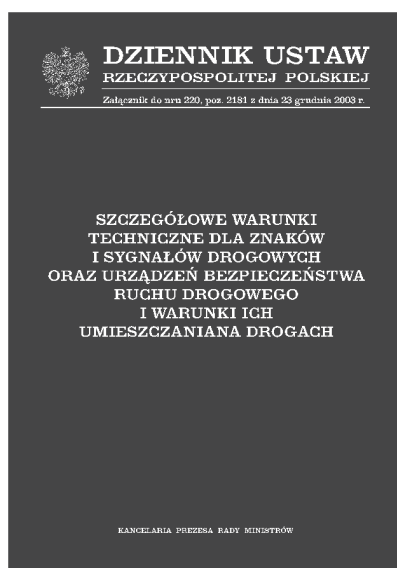 DZIENNIK USTAW
RZECZYPOSPOLITEJ POLSKIEJ
Załącznik do nru 220, poz. 2181 z dnia 23 grudnia 2003 r.
SZCZEGÓŁOWE WARUNKI
TECHNICZNE DLA ZNAKÓW
I SYGNAŁÓW DROGOWYCH
ORAZ URZĄDZEŃ BEZPIECZEŃSTWA
RUCHU DROGOWEGO
I WARUNKI ICH
UMIESZCZANIANA DROGACH
KANCELARIA PREZESA RADY MINISTRÓW